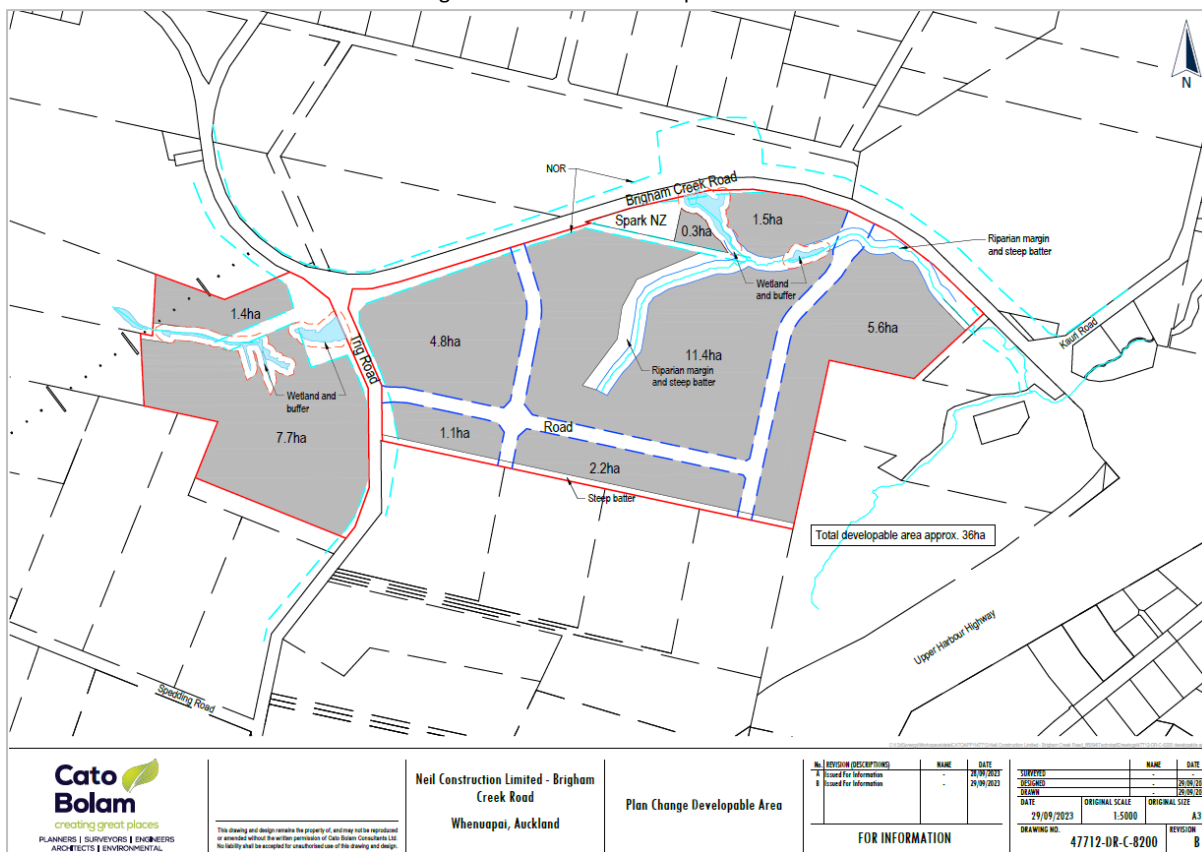 N
NOR
Brigham Creek Road
Spark NZ
0.3ha
1.5ha
Riparian margin
and steep batter
Wetland
and buffer
1.4ha
Trig Road
4.8ha
5.6ha
Kauri Road
11.4ha
Riparian margin
and steep batter
Wetland and
buffer
7.7ha
1.1ha
Road
2.2ha
Steep batter
Total developable area approx. 36ha
Upper Harbour Highway
Spedding Road
Cato
Bolam
creating great places
PLANNERS | SURVEYORS | ENGINEERS
ARCHITECTS | ENVIRONMENTAL
This drawing and design remains the property of, and may not be reproduced
or amended without the written permission of Cato Bolam Consultants Ltd.
No liability shall be accepted for unauthorised use of this drawing and design.
Neil Construction Limited - Brigham
Creek Road
Whenuapai, Auckland
Plan Change Developable Area
No. REVISION (DESCRIPTIONS) NAME DATE
A Issued For Information - 28/09/2023
B Issued For Information - 29/09/2023
FOR INFORMATION
NAME DATE
SURVEYED - -
DESIGNED - 29/09/20
DRAWN - 29/09/20
DATE ORIGINAL SCALE ORIGINAL SIZE
29/09/2023 1:5000 A3
DRAWING NO. REVISION
47712-DR-C-8200 B